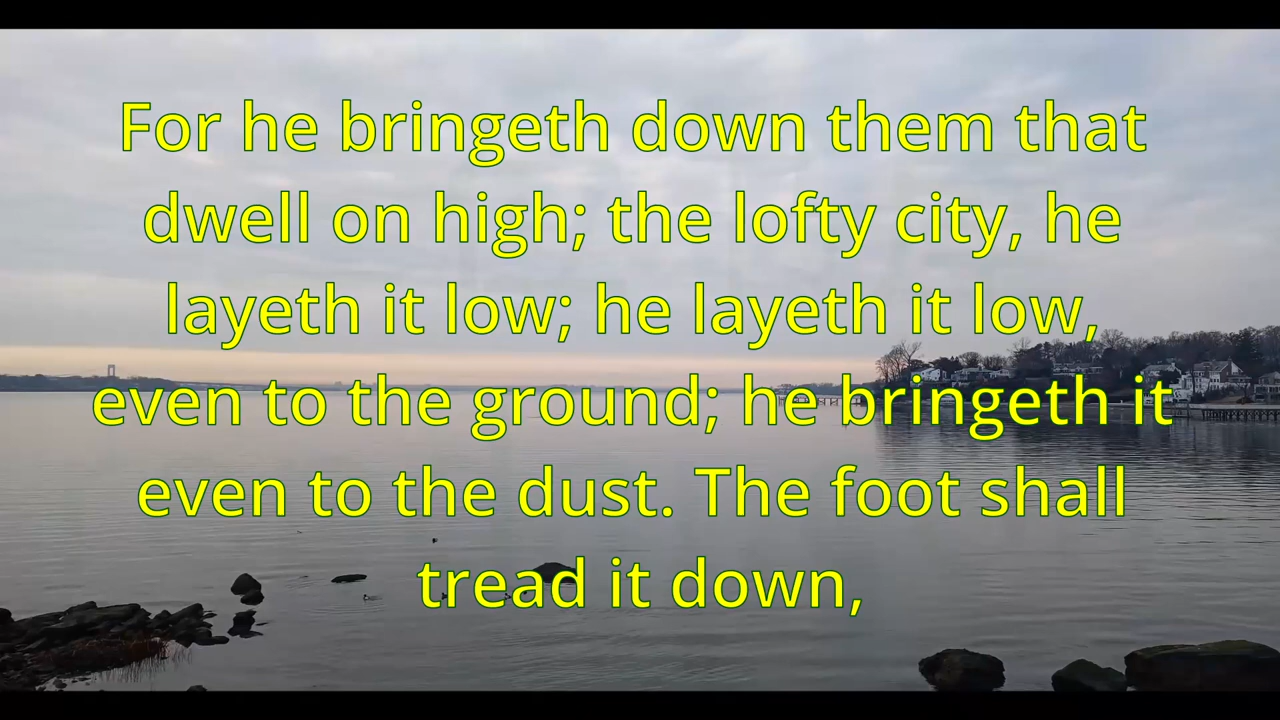 For he bringeth down them that
dwell on high; the lofty city, he
layeth it low; he layeth it low,
even to the ground; he bringeth it
even to the dust. The foot shall
tread it down,